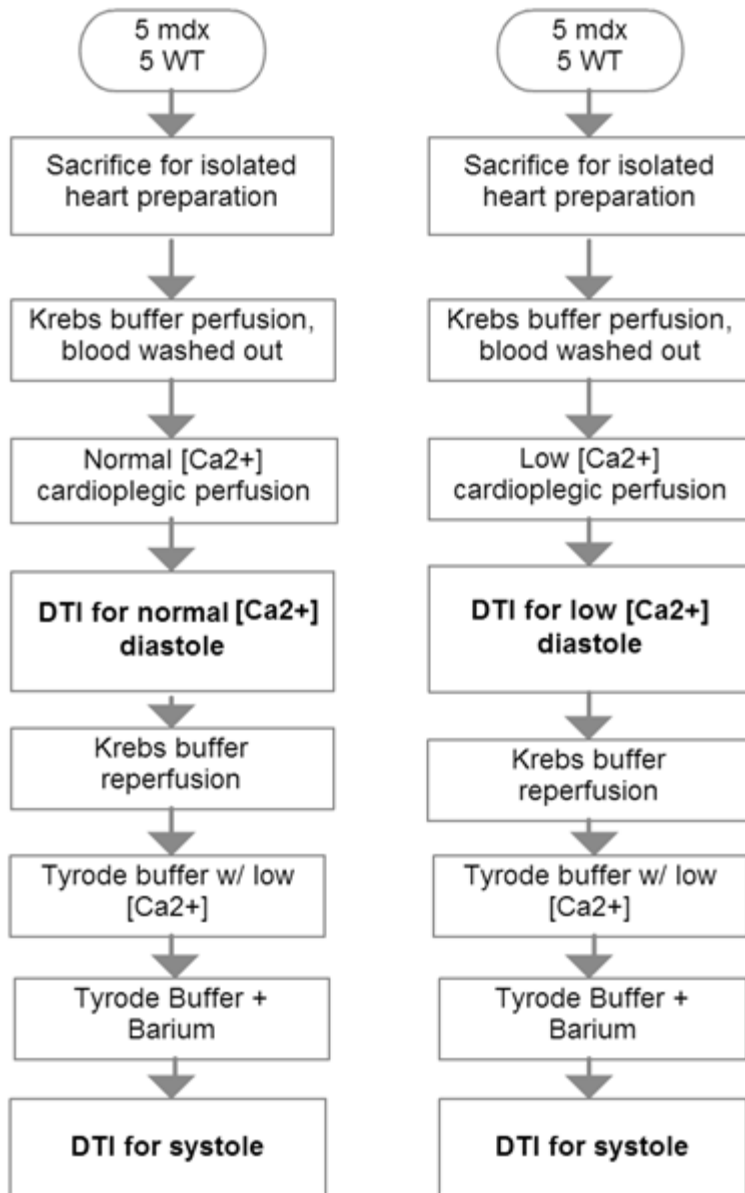 5 mdx
5 WT
Sacrifice for isolated
heart preparation
Krebs buffer perfusion,
blood washed out
Normal [Ca2+]
cardioplegic perfusion
DTI for normal [Ca2+]
diastole
Krebs buffer
reperfusion
Tyrode buffer w/ low
[Ca2+]
Tyrode Buffer +
Barium
DTI for systole
5 mdx
5 WT
Sacrifice for isolated
heart preparation
Krebs buffer perfusion,
blood washed out
Low [Ca2+]
cardioplegic perfusion
DTI for low [Ca2+]
diastole
Krebs buffer
reperfusion
Tyrode buffer w/ low
[Ca2+]
Tyrode Buffer +
Barium
DTI for systole